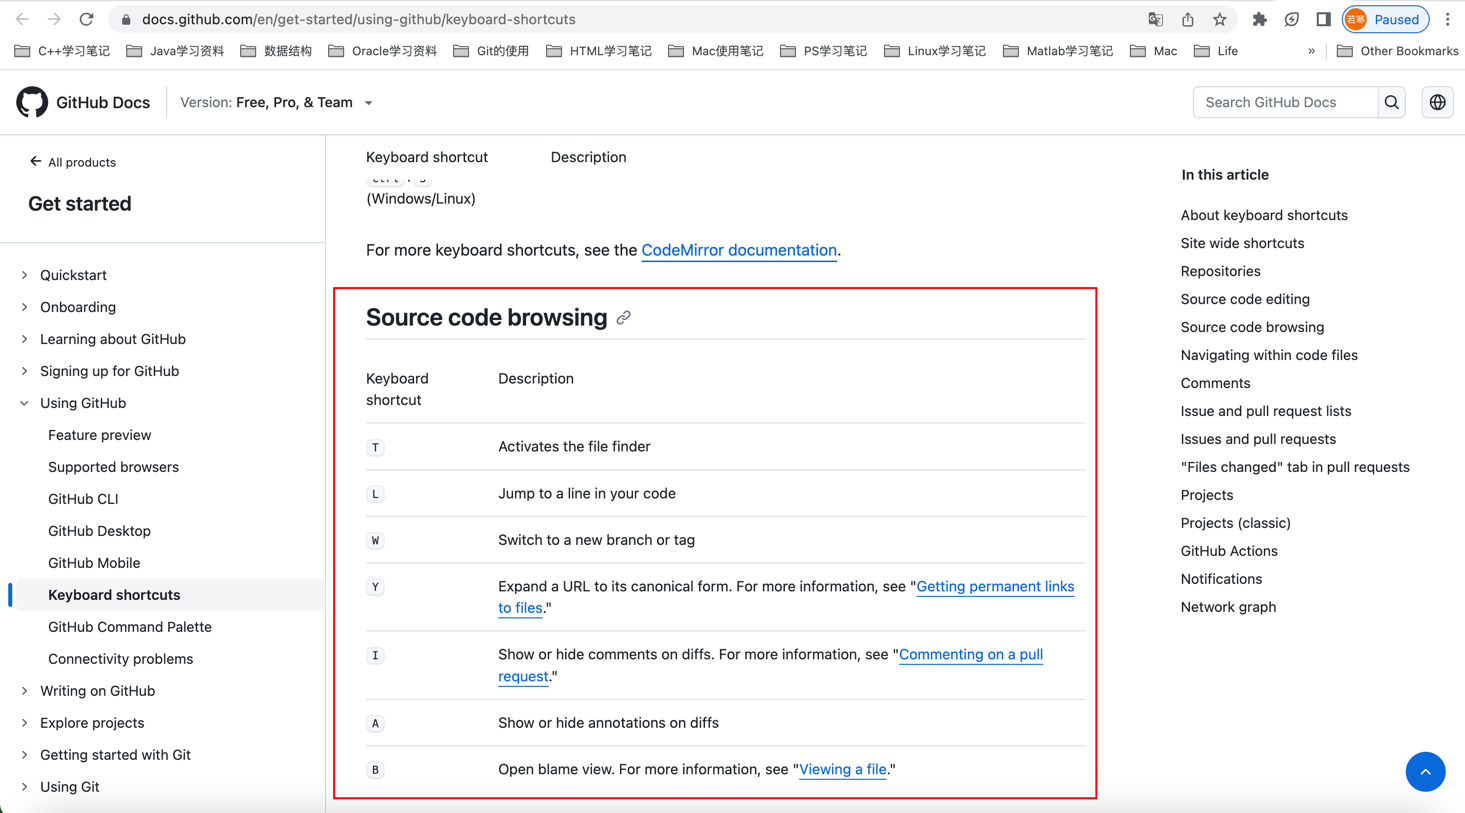 docs.github.com/en/get-started/using-github/keyboard-shortcuts
若寒 Paused
C++学习笔记 Java学习资料 数据结构 Oracle学习资料 Git的使用 HTML学习笔记 Mac使用笔记 PS学习笔记 Linux学习笔记 Matlab学习笔记 Mac Life » Other Bookmarks
GitHub Docs Version: Free, Pro, & Team Search GitHub Docs
All products
Get started
Quickstart
Onboarding
Learning about GitHub
Signing up for GitHub
Using GitHub
Feature preview
Supported browsers
GitHub CLI
GitHub Desktop
GitHub Mobile
Keyboard shortcuts
GitHub Command Palette
Connectivity problems
Writing on GitHub
Explore projects
Getting started with Git
Using Git
Keyboard shortcut Description
(Windows/Linux)
For more keyboard shortcuts, see the CodeMirror documentation.
Source code browsing
Keyboard Description
shortcut
T Activates the file finder
L Jump to a line in your code
W Switch to a new branch or tag
Y Expand a URL to its canonical form. For more information, see "Getting permanent links
to files."
I Show or hide comments on diffs. For more information, see "Commenting on a pull
request."
A Show or hide annotations on diffs
B Open blame view. For more information, see "Viewing a file."
In this article
About keyboard shortcuts
Site wide shortcuts
Repositories
Source code editing
Source code browsing
Navigating within code files
Comments
Issue and pull request lists
Issues and pull requests
"Files changed" tab in pull requests
Projects
Projects (classic)
GitHub Actions
Notifications
Network graph